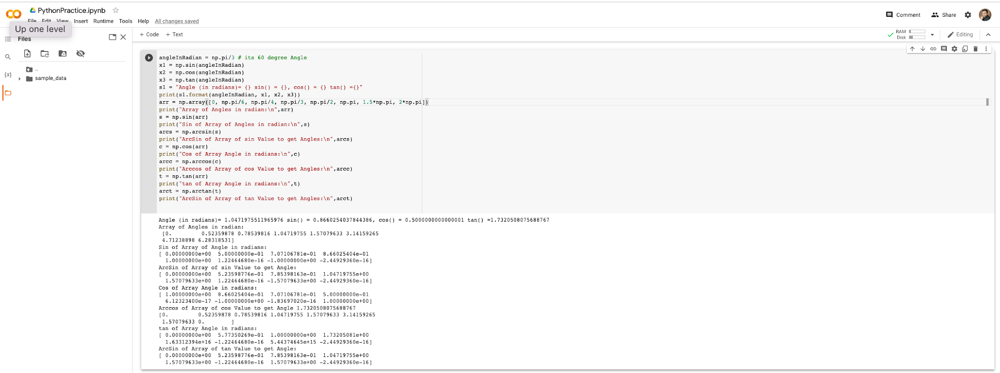 PythonPractice.ipynb
File Edit View Insert Runtime Tools Help All changes saved
Comment Share
Up one level
Files
+ Code + Text
RAM
Disk
Editing
{x}
..
sample_data
angleInRadian = np.pi/3 # its 60 degree Angle
x1 = np.sin(angleInRadian)
x2 = np.cos(angleInRadian)
x3 = np.tan(angleInRadian)
s1 = "Angle (in radians)= {} sin() = {}, cos() = {} tan() ={}"
print(s1.format(angleInRadian, x1, x2, x3))
arr = np.array([0, np.pi/6, np.pi/4, np.pi/3, np.pi/2, np.pi, 1.5*np.pi, 2*np.pi])
print("Array of Angles in radian:\n",arr)
s = np.sin(arr)
print("Sin of Array of Angles in radian:\n",s)
arcs = np.arcsin(s)
print("ArcSin of Array of sin Value to get Angles:\n",arcs)
c = np.cos(arr)
print("Cos of Array Angle in radians:\n",c)
arcc = np.arccos(c)
print("Arccos of Array of cos Value to get Angles:\n",arcc)
t = np.tan(arr)
print("tan of Array Angle in radians:\n",t)
arct = np.arctan(t)
print("ArcSin of Array of tan Value to get Angles:\n",arct)
Angle (in radians)= 1.0471975511965976 sin() = 0.8660254037844386, cos() = 0.5000000000000001 tan() =1.7320508075688767
Array of Angles in radian:
[0. 0.52359878 0.78539816 1.04719755 1.57079633 3.14159265
4.71238898 6.28318531]
Sin of Array of Angle in radians:
[ 0.00000000e+00 5.00000000e-01 7.07106781e-01 8.66025404e-01
1.00000000e+00 1.22464680e-16 -1.00000000e+00 -2.44929360e-16]
ArcSin of Array of sin Value to get Angle:
[ 0.00000000e+00 5.23598776e-01 7.85398163e-01 1.04719755e+00
1.57079633e+00 1.22464680e-16 -1.57079633e+00 -2.44929360e-16]
Cos of Array Angle in radians:
[ 1.00000000e+00 8.66025404e-01 7.07106781e-01 5.00000000e-01
6.12323400e-17 -1.00000000e+00 -1.83697020e-16 1.00000000e+00]
Arccos of Array of cos Value to get Angle 1.7320508075688767
[0. 0.52359878 0.78539816 1.04719755 1.57079633 3.14159265
1.57079633 0. ]
tan of Array Angle in radians:
[ 0.00000000e+00 5.77350269e-01 1.00000000e+00 1.73205081e+00
1.63312394e+16 -1.22464680e-16 5.44374645e+15 -2.44929360e-16]
ArcSin of Array of tan Value to get Angle:
[ 0.00000000e+00 5.23598776e-01 7.85398163e-01 1.04719755e+00
1.57079633e+00 -1.22464680e-16 1.57079633e+00 -2.44929360e-16]